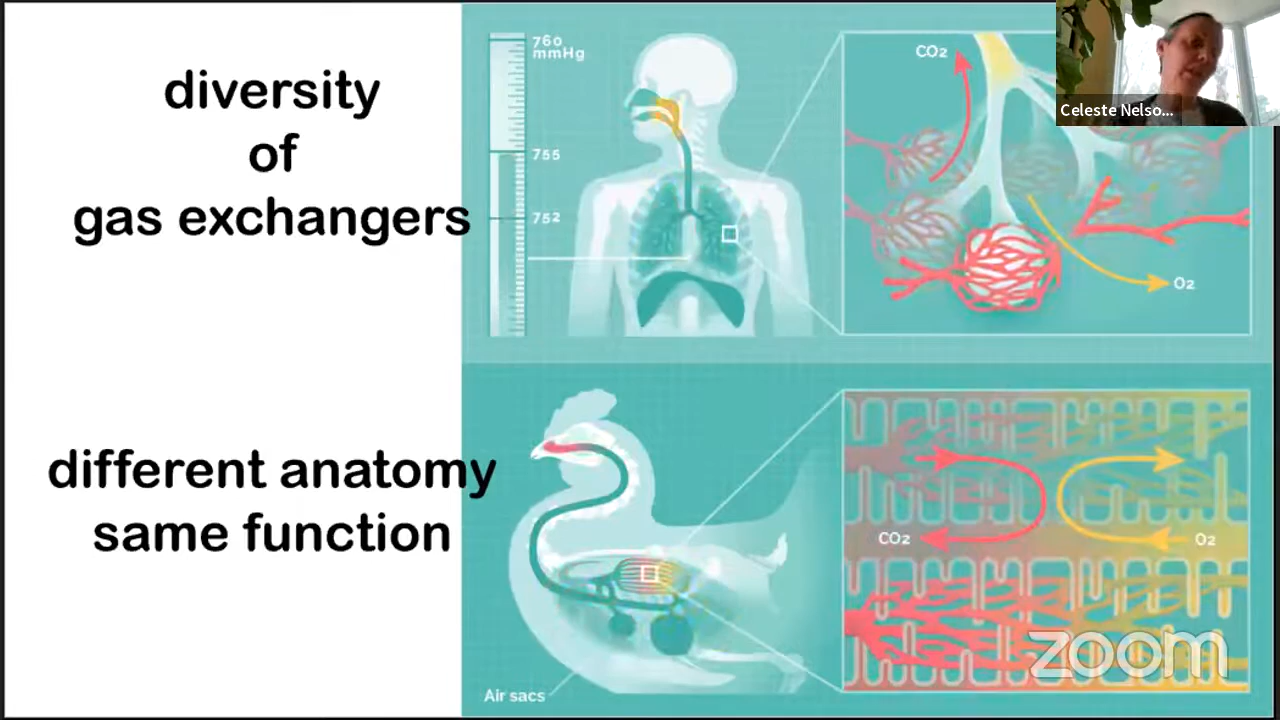 diversity
of
gas exchangers
different anatomy
same function
760
mmHg
755
752
CO2
O2
CO2
O2
Air sacs
Celeste Nelso...
zoom